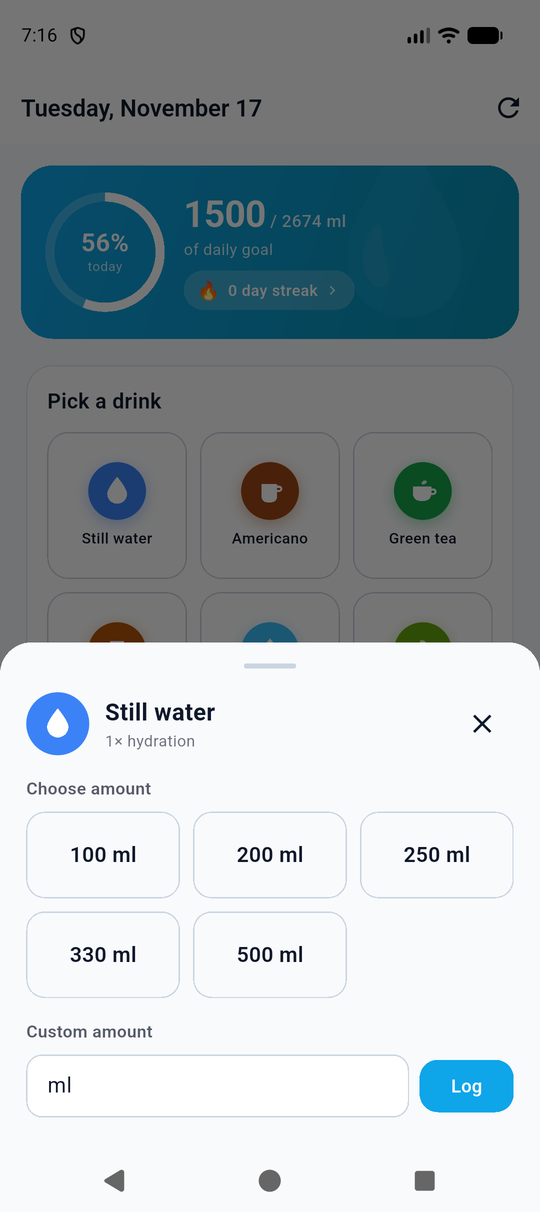 7:16
Tuesday, November 17
56%
today
1500 / 2674 ml
of daily goal
🔥 0 day streak
Pick a drink
Still water
Americano
Green tea
Still water
1× hydration
Choose amount
100 ml
200 ml
250 ml
330 ml
500 ml
Custom amount
ml
Log